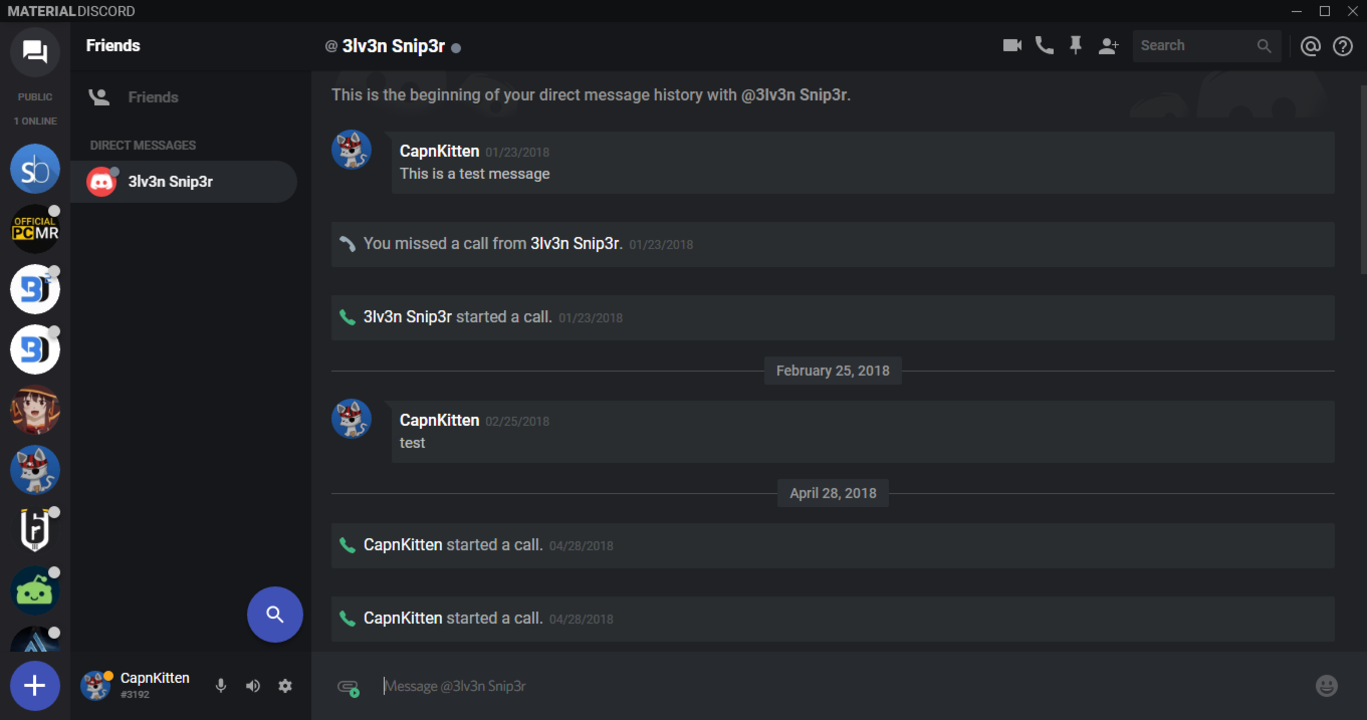 MATERIALDISCORD
Friends
@ 3lv3n Snip3r
Search
PUBLIC
1 ONLINE
Friends
DIRECT MESSAGES
3lv3n Snip3r
sb
OFFICIAL
PCMR
This is the beginning of your direct message history with @3lv3n Snip3r.
CapnKitten 01/23/2018
This is a test message
You missed a call from 3lv3n Snip3r. 01/23/2018
3lv3n Snip3r started a call. 01/23/2018
February 25, 2018
CapnKitten 02/25/2018
test
April 28, 2018
CapnKitten started a call. 04/28/2018
CapnKitten started a call. 04/28/2018
CapnKitten
#3192
Message @3lv3n Snip3r